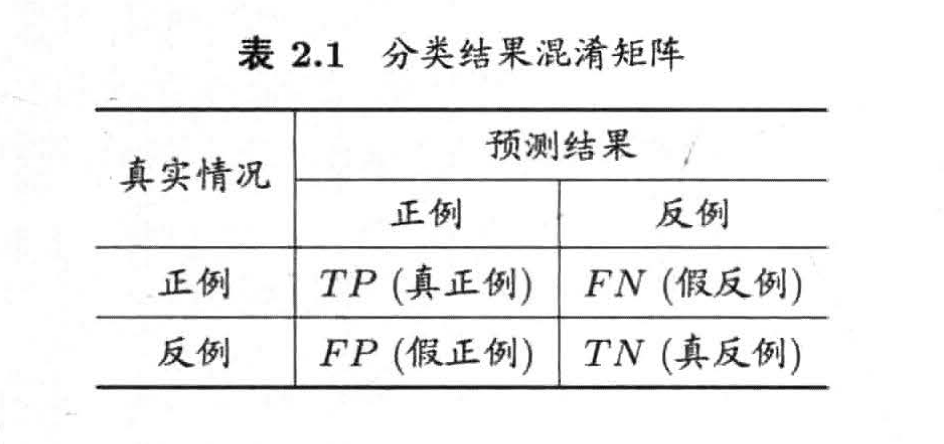 表 2.1 分类结果混淆矩阵
真实情况 预测结果
正例 反例
正例 TP (真正例) FN (假反例)
反例 FP (假正例) TN (真反例)